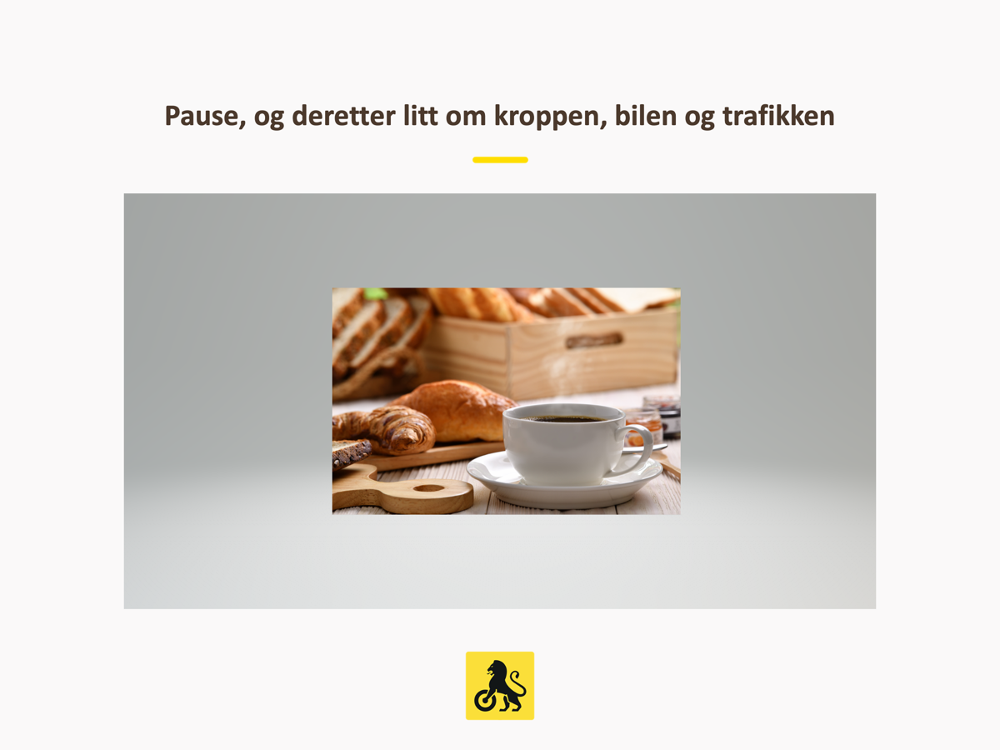 Pause, og deretter litt om kroppen, bilen og trafikken